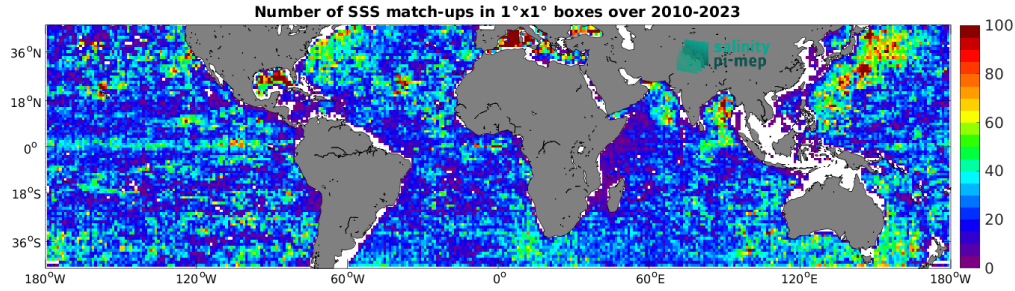 Number of SSS match-ups in 1°x1° boxes over 2010-2023
salinity
pi-mep
36°N
18°N
0°
18°S
36°S
180°W
120°W
60°W
0°
60°E
120°E
180°W
100
80
60
40
20
0